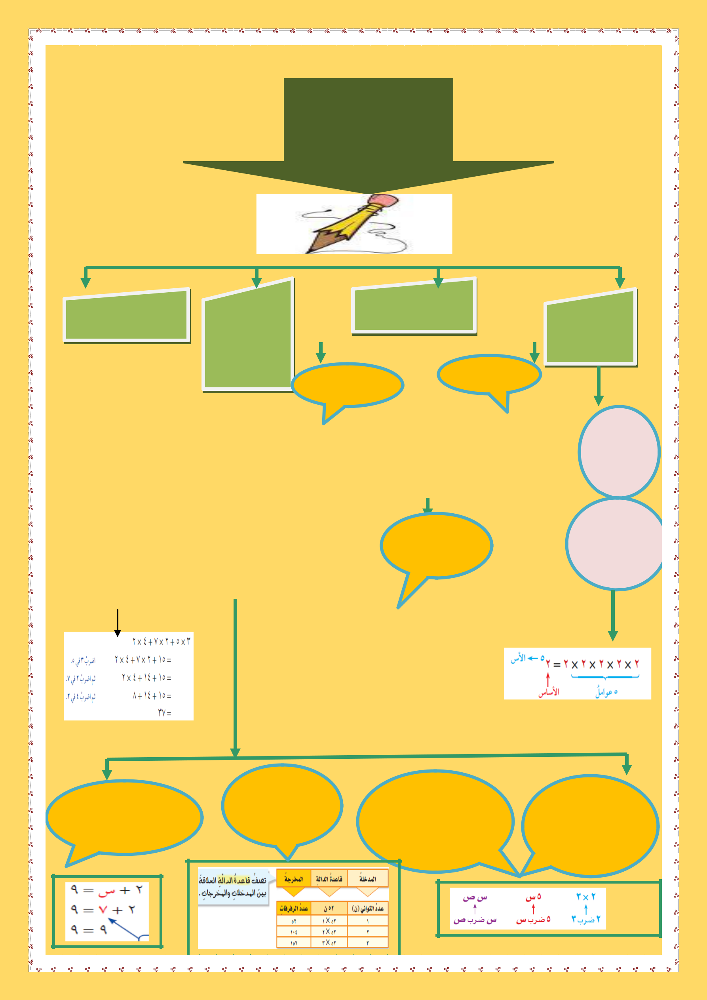 ٣ × ٥ + ٢ × ٧ + ٤ × ٢
= ١٥ + ٢ × ٧ + ٤ × ٢ اضربْ ٣ في ٥.
= ١٥ + ١٤ + ٤ × ٢ ثم اضربْ ٢ في ٧.
= ١٥ + ١٤ + ٨ ثم اضربْ ٤ في ٢.
= ٣٧
٢ × ٢ × ٢ × ٢ × ٢ = ٢٥ ← الأس
٥ عواملُ الأساس
٢ × ٣ ٥ س س ص
٢ ضرب ٣ ٥ ضرب س س ضرب ص
المدخلةُ قاعدةُ الدالةِ المخرجةُ
تصفُ قاعدةُ الدالّةِ العلاقةَ
بينَ المدخلاتِ والمخرجاتِ.
عددُ الثواني (ن) ٥٢ ن عددُ الرفرفاتِ
١ ٥٢ × ١ ٥٢
٢ ٥٢ × ٢ ١٠٤
٣ ٥٢ × ٣ ١٥٦
٢ + س = ٩
٢ + ٧ = ٩
٩ = ٩